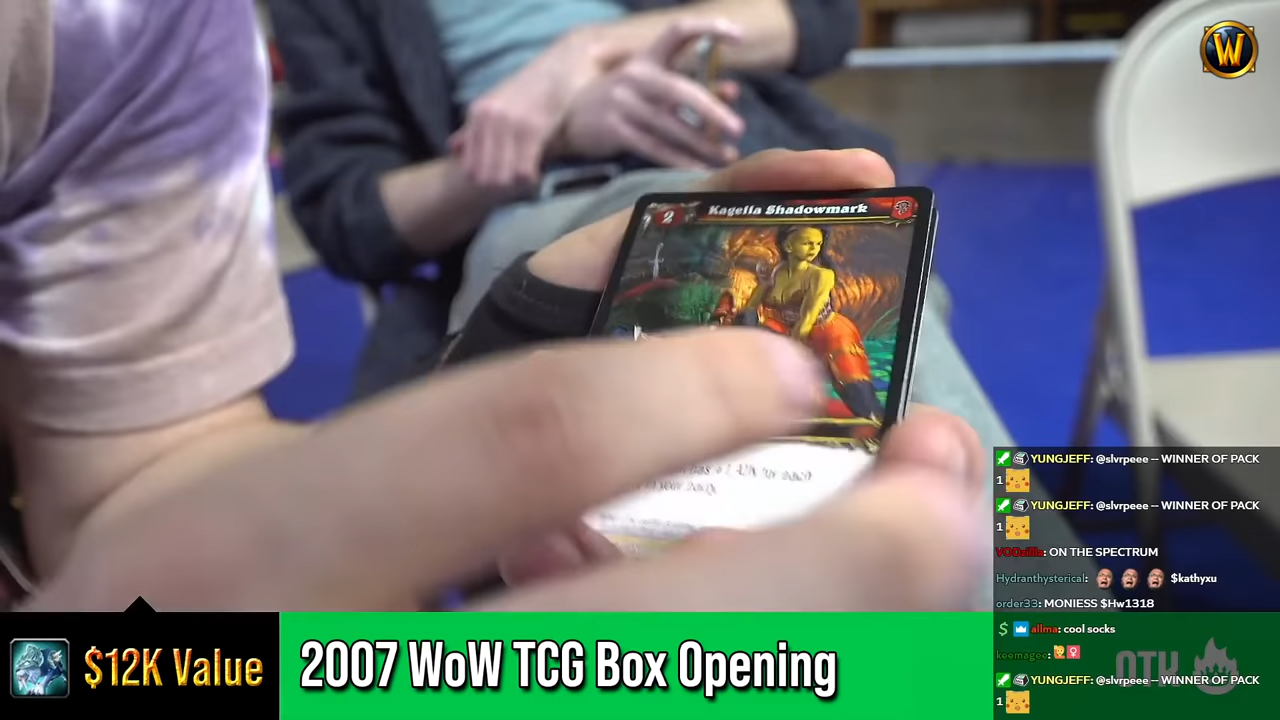 W
2
Kagella Shadowmark
YUNGJEFF: @slvrpeee -- WINNER OF PACK
1
YUNGJEFF: @slvrpeee -- WINNER OF PACK
1
VODzilla: ON THE SPECTRUM
Hydranthysterical: $kathyxu
order33: MONIESS $Hw1318
$ allma: cool socks
keemagee:
OTK
YUNGJEFF: @slvrpeee -- WINNER OF PACK
1
$12K Value
2007 WoW TCG Box Opening